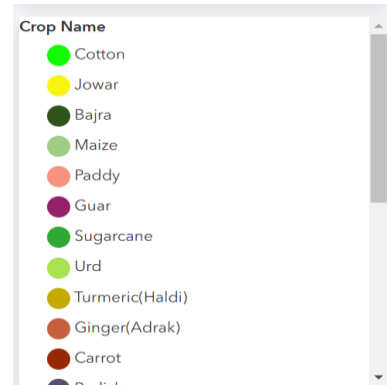 Crop Name
Cotton
Jowar
Bajra
Maize
Paddy
Guar
Sugarcane
Urd
Turmeric(Haldi)
Ginger(Adrak)
Carrot